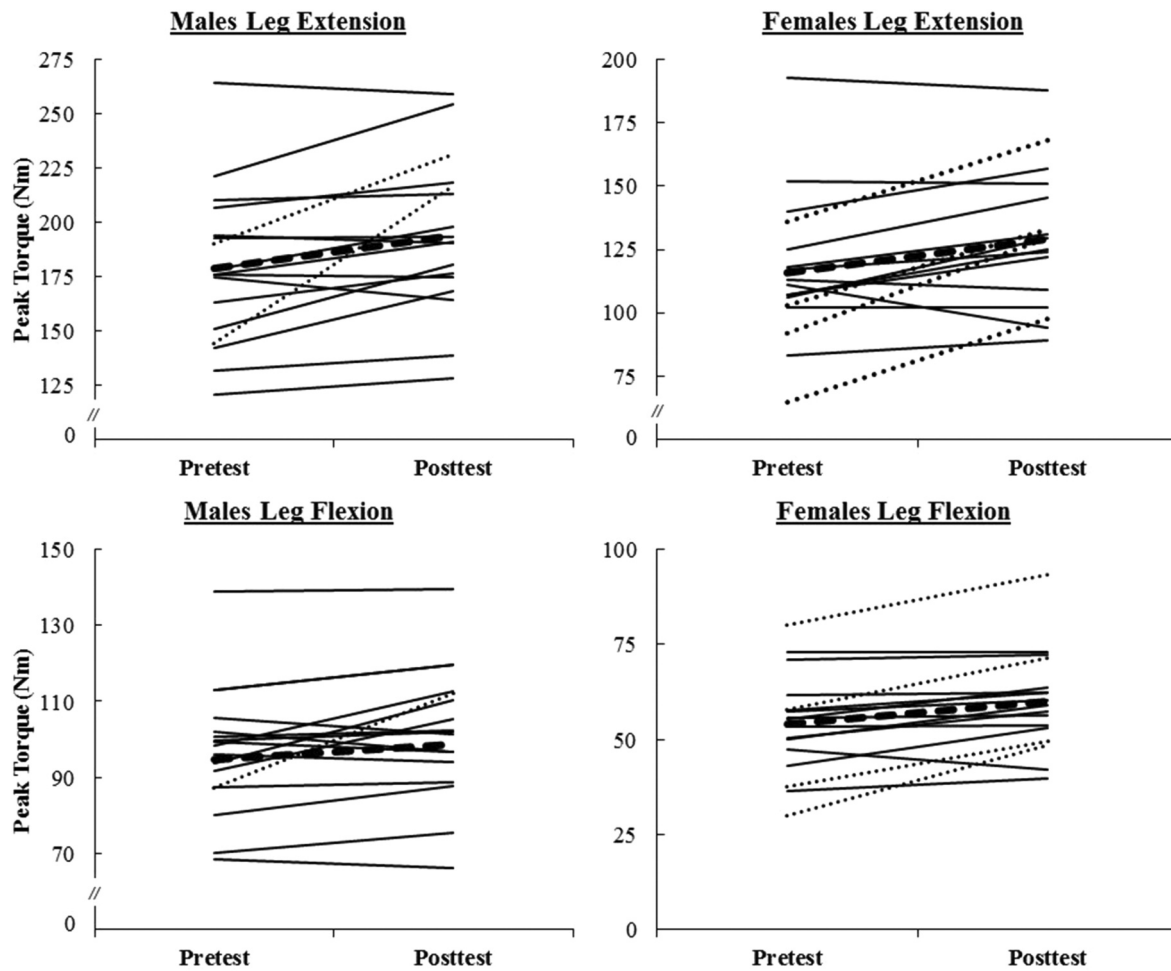 Males Leg Extension
Peak Torque (Nm)
275
250
225
200
175
150
125
//
0
Pretest Posttest
Females Leg Extension
200
175
150
125
100
75
//
0
Pretest Posttest
Males Leg Flexion
Peak Torque (Nm)
150
130
110
90
70
//
0
Pretest Posttest
Females Leg Flexion
100
75
50
25
0
Pretest Posttest